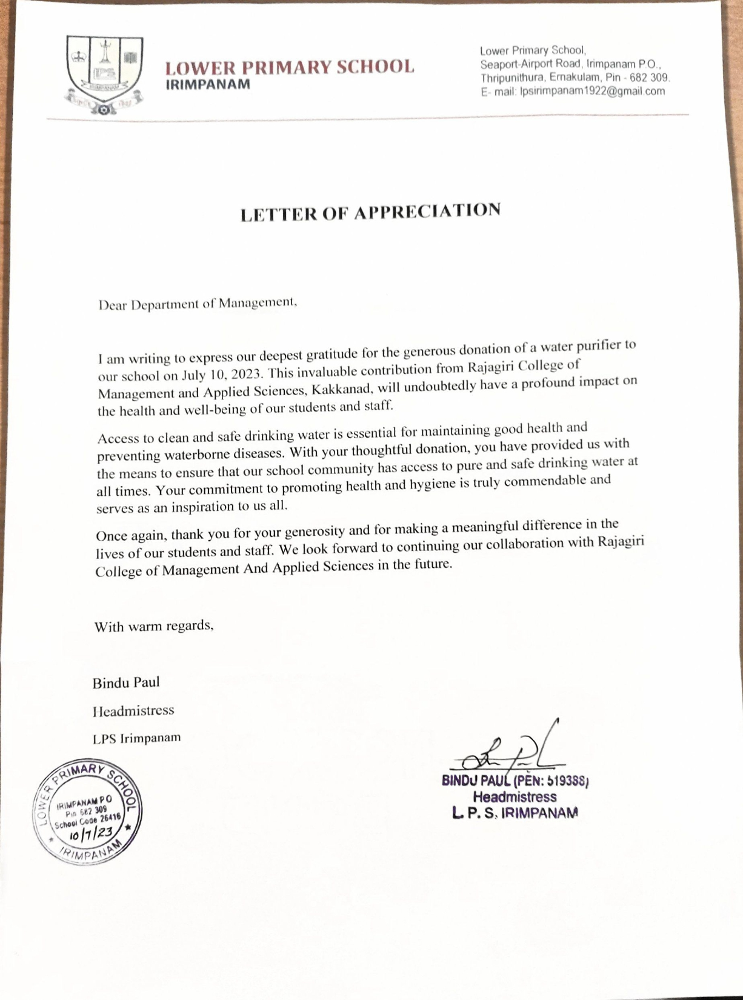 LPS
IRIMPANAM
1922
LOWER PRIMARY SCHOOL
IRIMPANAM
Lower Primary School,
Seaport-Airport Road, Irimpanam P.O.,
Thripunithura, Ernakulam, Pin - 682 309.
E- mail: lpsirimpanam1922@gmail.com
LETTER OF APPRECIATION
Dear Department of Management,
I am writing to express our deepest gratitude for the generous donation of a water purifier to
our school on July 10, 2023. This invaluable contribution from Rajagiri College of
Management and Applied Sciences, Kakkanad, will undoubtedly have a profound impact on
the health and well-being of our students and staff.
Access to clean and safe drinking water is essential for maintaining good health and
preventing waterborne diseases. With your thoughtful donation, you have provided us with
the means to ensure that our school community has access to pure and safe drinking water at
all times. Your commitment to promoting health and hygiene is truly commendable and
serves as an inspiration to us all.
Once again, thank you for your generosity and for making a meaningful difference in the
lives of our students and staff. We look forward to continuing our collaboration with Rajagiri
College of Management And Applied Sciences in the future.
With warm regards,
Bindu Paul
Headmistress
LPS Irimpanam
BINDU PAUL (PEN: 519388)
Headmistress
L. P. S. IRIMPANAM
LOWER PRIMARY SCHOOL
IRIMPANAM PO
Pin 682 309
School Code 26416
10/7/23
★ IRIMPANAM ★